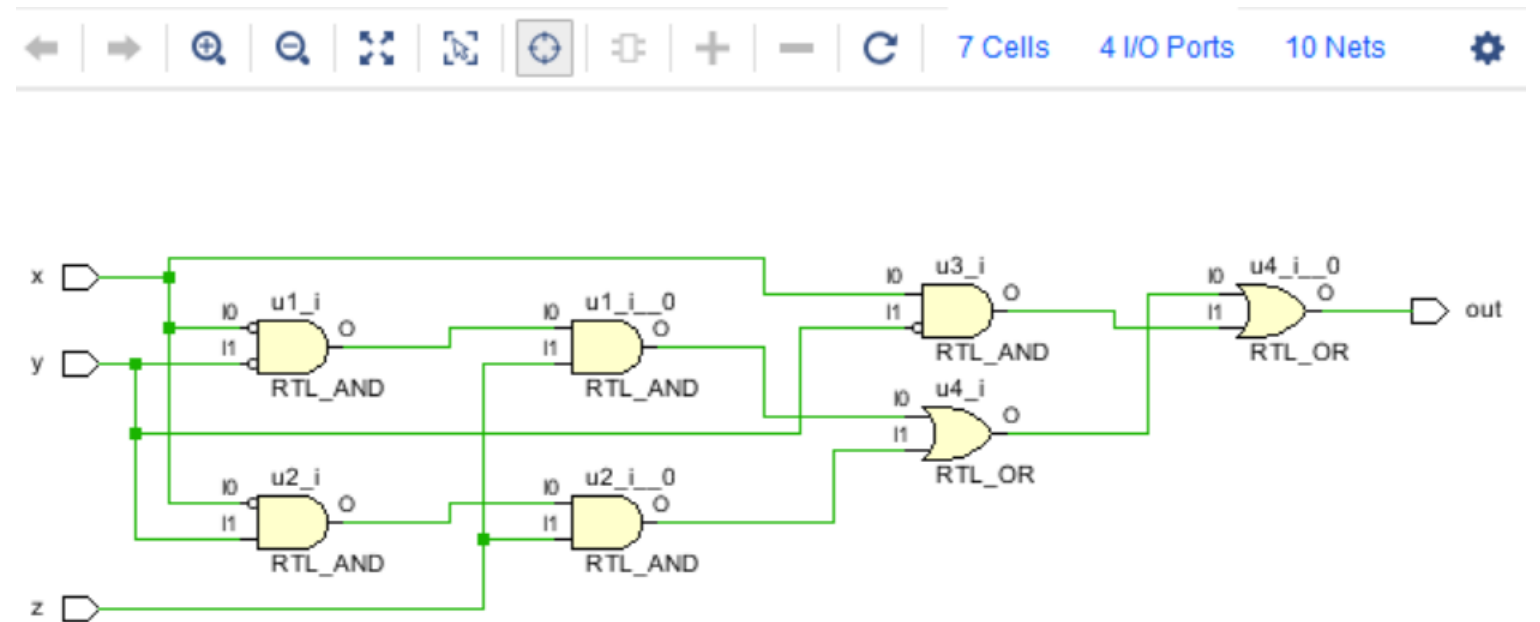 7 Cells 4 I/O Ports 10 Nets
x
y
z
I0 u1_i O
I1
RTL_AND
I0 u1_i__0 O
I1
RTL_AND
I0 u2_i O
I1
RTL_AND
I0 u2_i__0 O
I1
RTL_AND
I0 u3_i O
I1
RTL_AND
I0 u4_i O
I1
RTL_OR
I0 u4_i__0 O
I1
RTL_OR
out